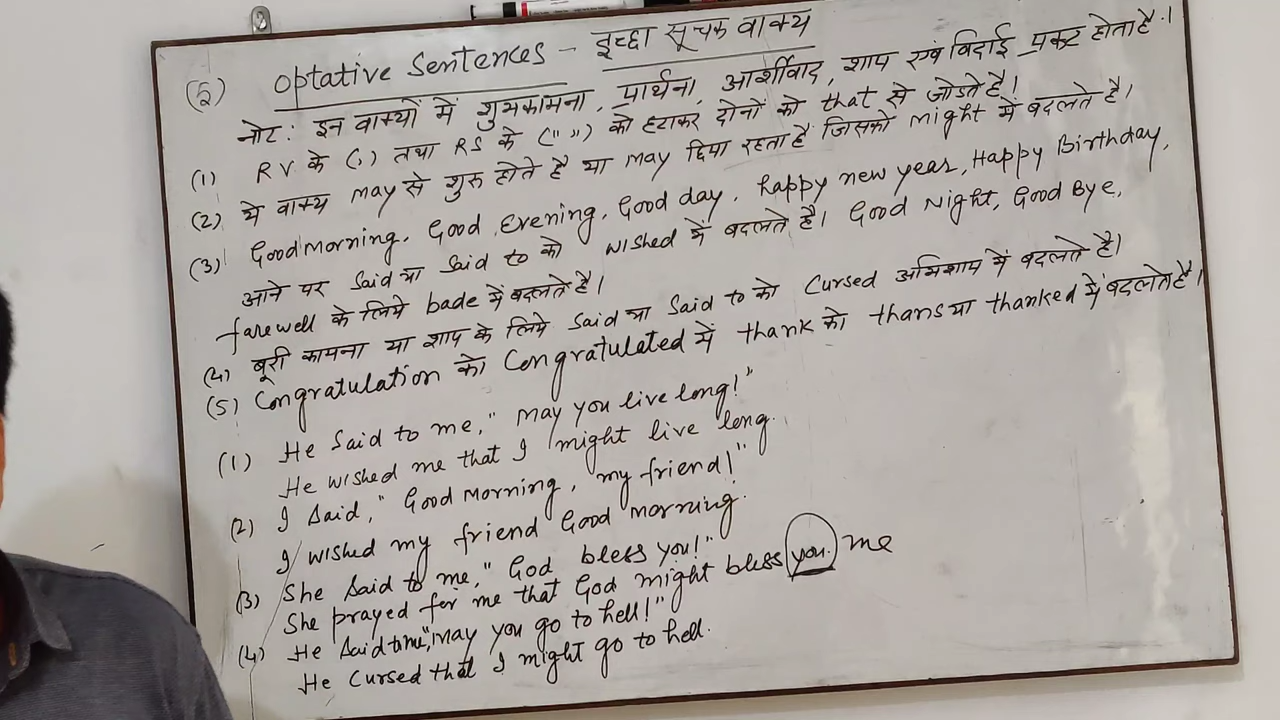 (5) Optative Sentences - इच्छा सूचक वाक्य
नोट: इन वाक्यों में शुभकामना, प्रार्थना, आर्शीवाद, शाप एवं विदाई प्रकट होता है।
(1) R.V. के (,) तथा RS के (" ") को हटाकर दोनों को that से जोडते है।
(2) ये वाक्य may से शुरू होते है या may छिपा रहता है जिसको might में बदलते है।
(3) Good morning, Good Evening, Good day, happy new year, Happy Birthday,
आने पर said या said to को wished में बदलते है। Good Night, Good Bye,
farewell के लिये bade में बदलते है।
(4) बूरी कामना या शाप के लिये said या said to को Cursed अभिशाप में बदलते है।
(5) Congratulation को Congratulated में thank को thans या thanked में बदलते है।
(1) He said to me," may you live long!"
He wished me that I might live long.
(2) I said," Good Morning, my friend!"
I wished my friend Good morning.
(3) She said to me," God bless you!"
She prayed for me that God might bless you. me
(4) He said to me,"may you go to hell!"
He Cursed that I might go to hell.